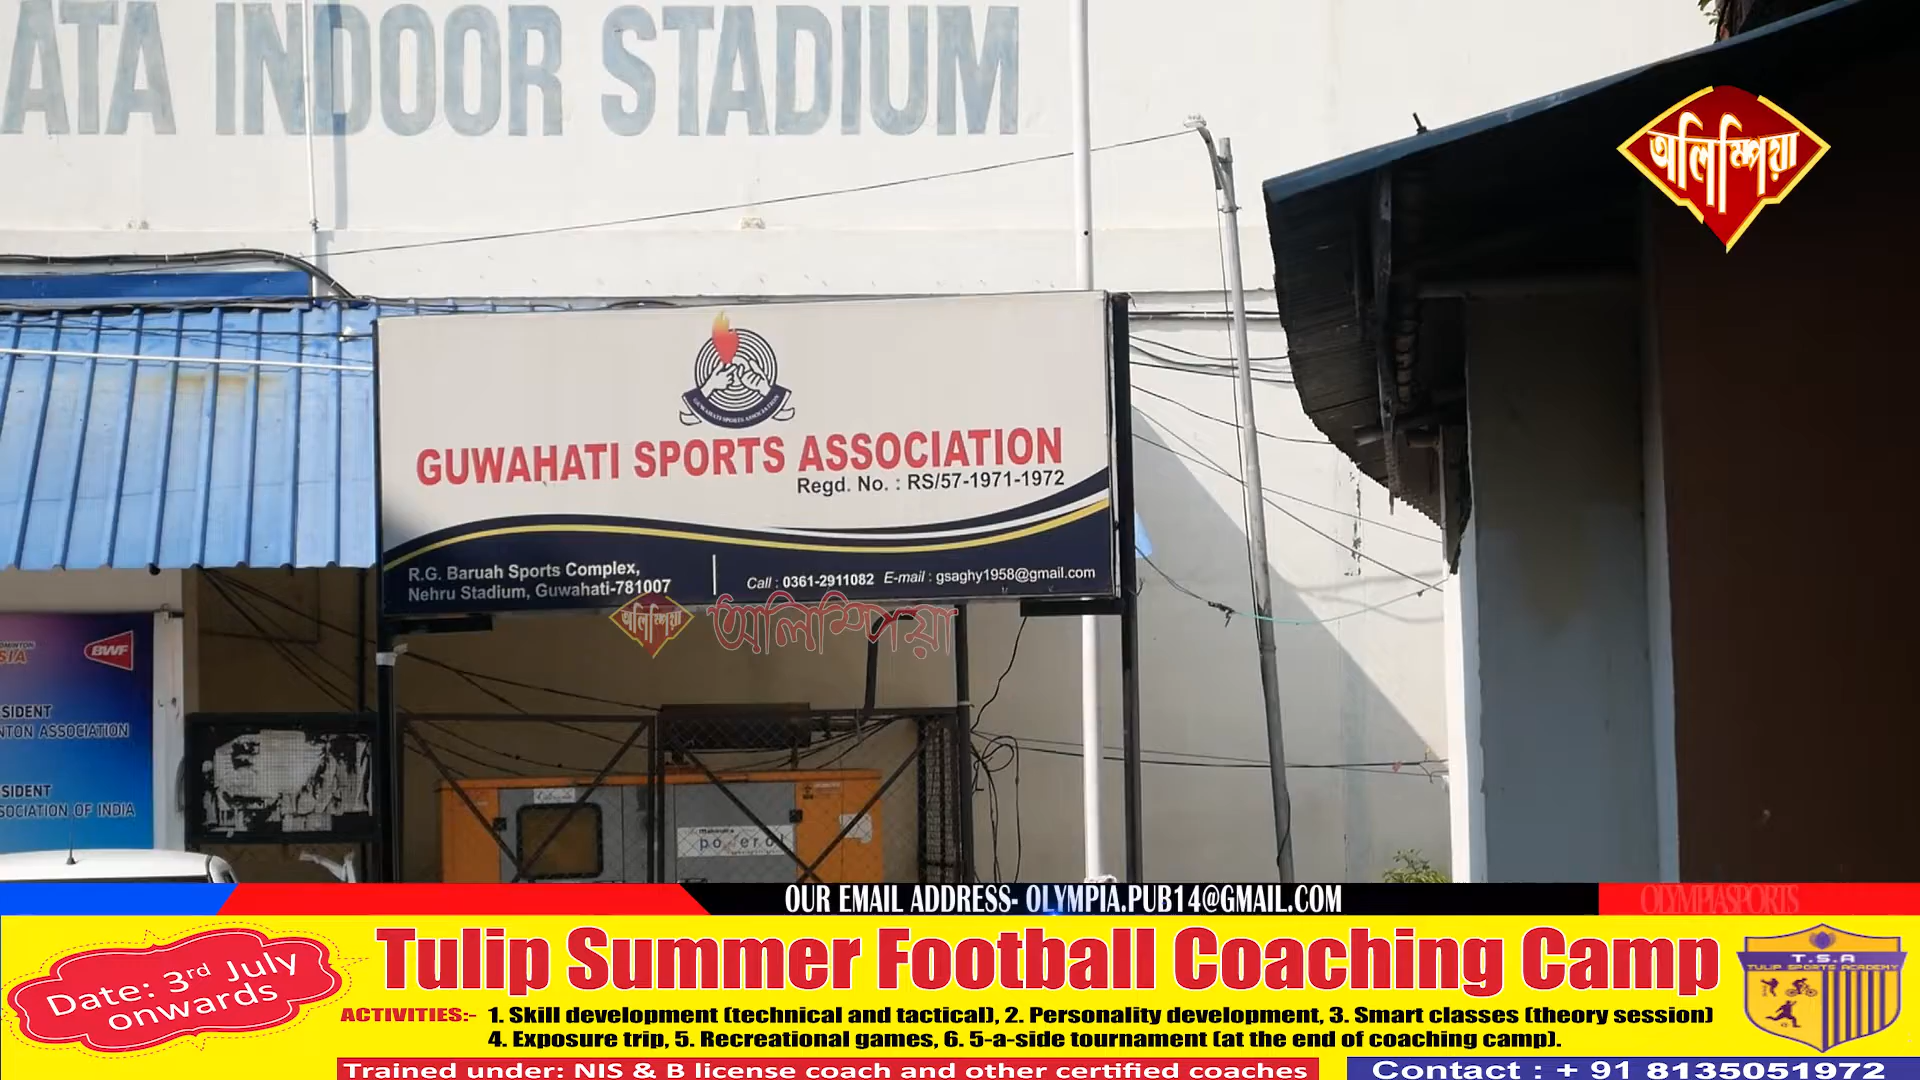 ATA INDOOR STADIUM
অলিম্পিয়া
GUWAHATI SPORTS ASSOCIATION
GUWAHATI SPORTS ASSOCIATION
Regd. No. : RS/57-1971-1972
R.G. Baruah Sports Complex,
Nehru Stadium, Guwahati-781007
Call : 0361-2911082 E-mail : gsaghy1958@gmail.com
অলিম্পিয়া অলিম্পিয়া
BWF
SIDENT
NTON ASSOCIATION
SIDENT
SOCIATION OF INDIA
OUR EMAIL ADDRESS- OLYMPIA.PUB14@GMAIL.COM
OLYMPIASPORTS
Date: 3rd July
onwards
Tulip Summer Football Coaching Camp
ACTIVITIES:- 1. Skill development (technical and tactical), 2. Personality development, 3. Smart classes (theory session)
4. Exposure trip, 5. Recreational games, 6. 5-a-side tournament (at the end of coaching camp).
Trained under: NIS & B license coach and other certified coaches
Contact : + 91 8135051972
T.S.A
TULIP SPORTS ACADEMY